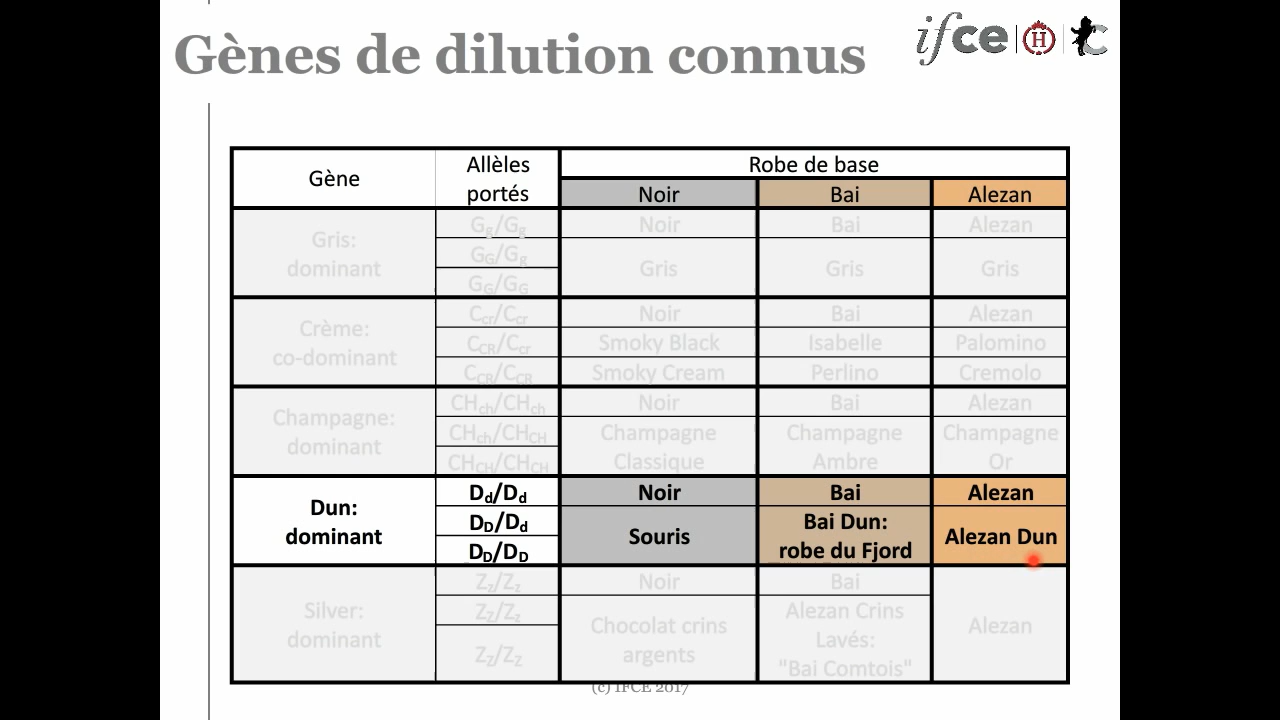 Gènes de dilution connus
ifce | H | C
Gène
Allèles
portés
Robe de base
Noir
Bai
Alezan
Gris:
dominant
Gg/Gg
Noir
Bai
Alezan
GG/Gg
GG/GG
Gris
Gris
Gris
Crème:
co-dominant
Ccr/Ccr
Noir
Bai
Alezan
CCR/Ccr
Smoky Black
Isabelle
Palomino
CCR/CCR
Smoky Cream
Perlino
Cremolo
Champagne:
dominant
CHch/CHch
Noir
Bai
Alezan
CHch/CHCH
CHCH/CHCH
Champagne
Classique
Champagne
Ambre
Champagne
Or
Dun:
dominant
Dd/Dd
Noir
Bai
Alezan
DD/Dd
DD/DD
Souris
Bai Dun:
robe du Fjord
Alezan Dun
Silver:
dominant
Zz/Zz
Noir
Bai
Alezan
ZZ/Zz
ZZ/ZZ
Chocolat crins
argents
Alezan Crins
Lavés:
"Bai Comtois"
(c) IFCE 2017